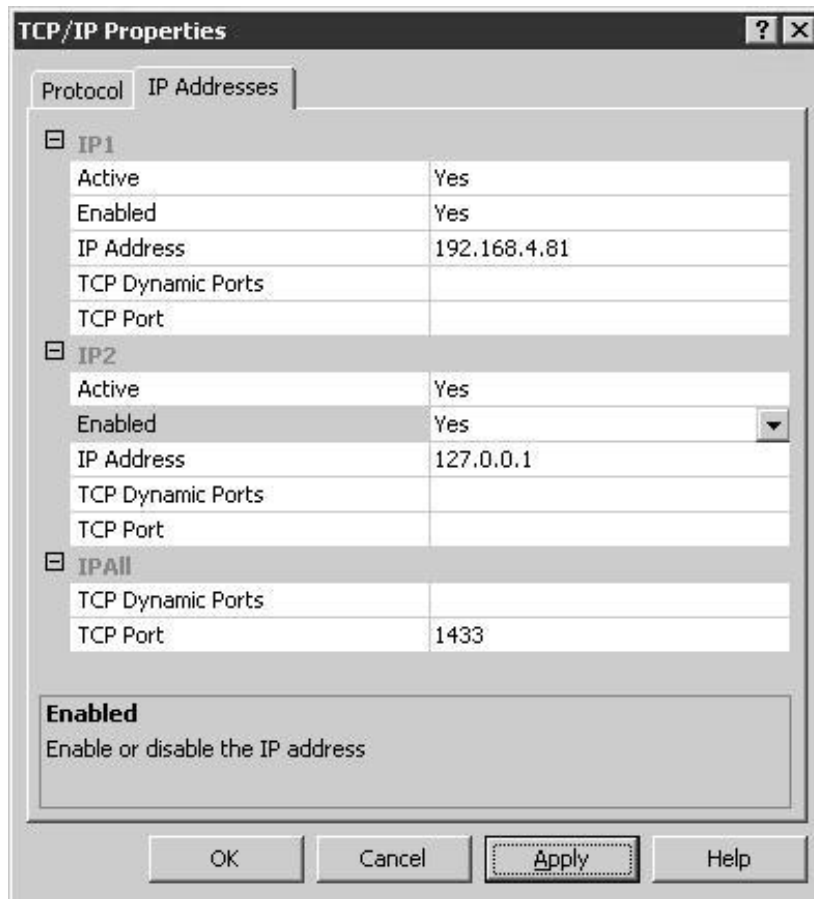 TCP/IP Properties
Protocol IP Addresses
IP1
Active Yes
Enabled Yes
IP Address 192.168.4.81
TCP Dynamic Ports
TCP Port
IP2
Active Yes
Enabled Yes
IP Address 127.0.0.1
TCP Dynamic Ports
TCP Port
IPAll
TCP Dynamic Ports
TCP Port 1433
Enabled
Enable or disable the IP address
OK Cancel Apply Help